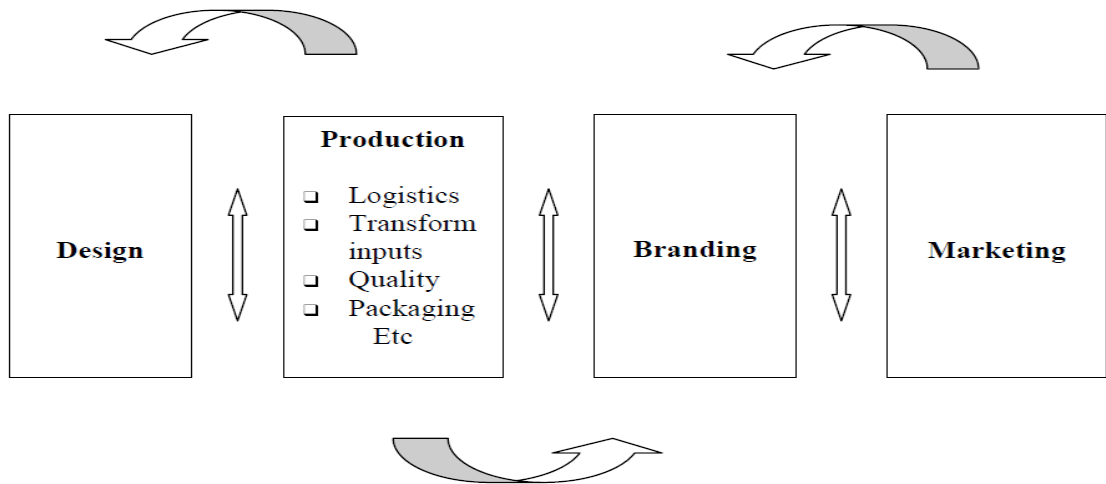 Design
Production
Logistics
Transform
inputs
Quality
Packaging
Etc
Branding
Marketing